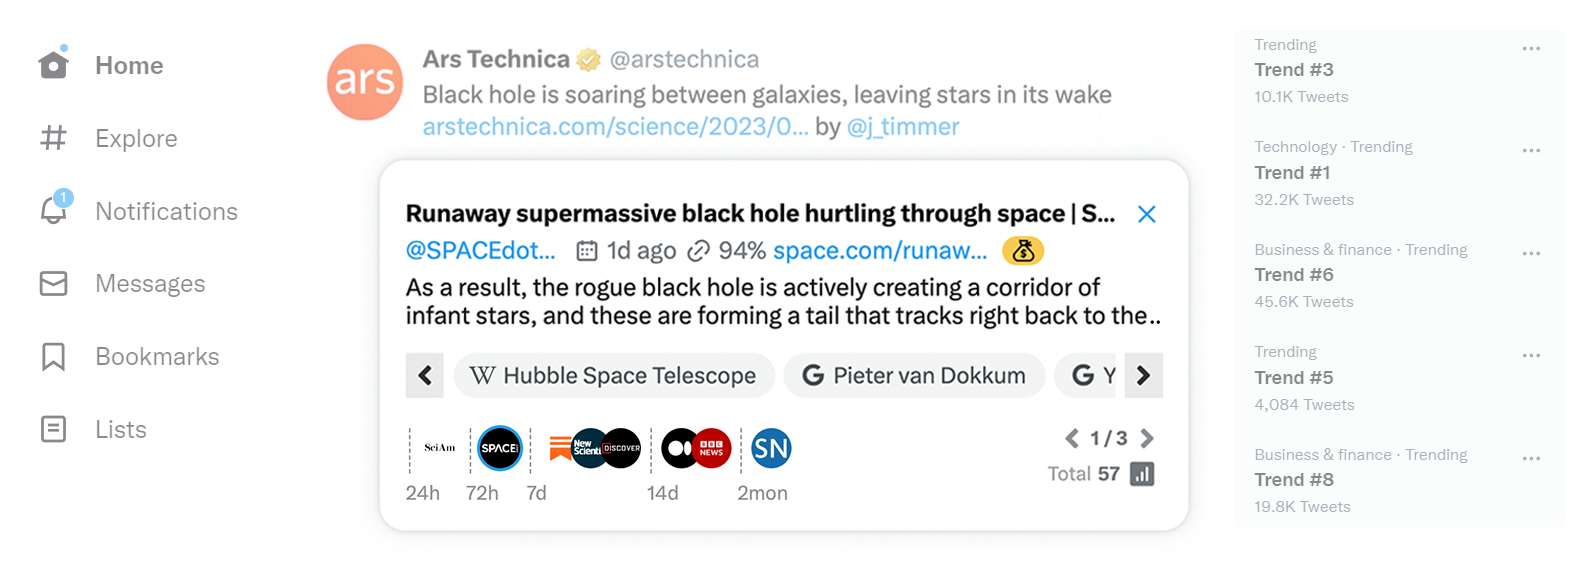 Home
Explore
1
Notifications
Messages
Bookmarks
Lists
ars
Ars Technica @arstechnica
Black hole is soaring between galaxies, leaving stars in its wake
arstechnica.com/science/2023/0... by @j_timmer
Runaway supermassive black hole hurtling through space | S...
@SPACEdot... 1d ago 94% space.com/runaw...
As a result, the rogue black hole is actively creating a corridor of
infant stars, and these are forming a tail that tracks right back to the..
W Hubble Space Telescope G Pieter van Dokkum G Y
SciAm SPACE New Scienti DISCOVER BBC NEWS SN
24h 72h 7d 14d 2mon
1/3
Total 57
Trending
Trend #3
10.1K Tweets
Technology · Trending
Trend #1
32.2K Tweets
Business & finance · Trending
Trend #6
45.6K Tweets
Trending
Trend #5
4,084 Tweets
Business & finance · Trending
Trend #8
19.8K Tweets